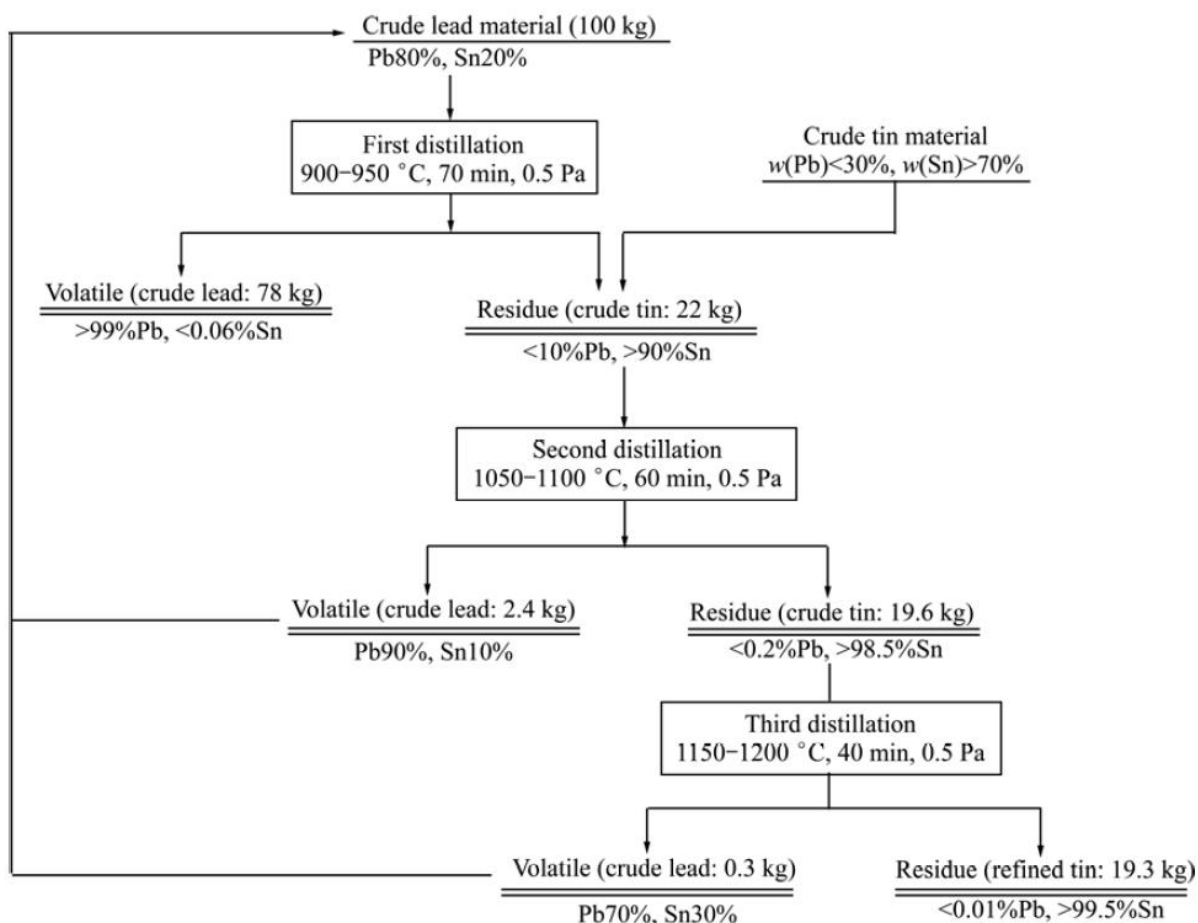 Crude lead material (100 kg)
Pb80%, Sn20%
First distillation
900−950 °C, 70 min, 0.5 Pa
Crude tin material
w(Pb)<30%, w(Sn)>70%
Volatile (crude lead: 78 kg)
>99%Pb, <0.06%Sn
Residue (crude tin: 22 kg)
<10%Pb, >90%Sn
Second distillation
1050−1100 °C, 60 min, 0.5 Pa
Volatile (crude lead: 2.4 kg)
Pb90%, Sn10%
Residue (crude tin: 19.6 kg)
<0.2%Pb, >98.5%Sn
Third distillation
1150−1200 °C, 40 min, 0.5 Pa
Volatile (crude lead: 0.3 kg)
Pb70%, Sn30%
Residue (refined tin: 19.3 kg)
<0.01%Pb, >99.5%Sn